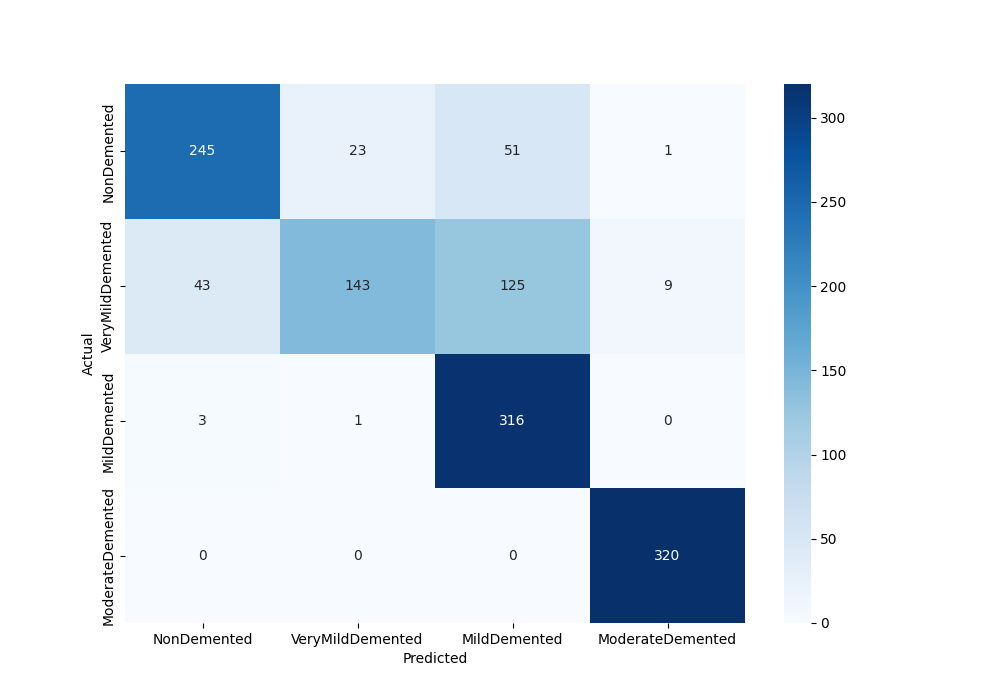 NonDemented
245 23 51 1
VeryMildDemented
43 143 125 9
Actual
MildDemented
3 1 316 0
ModerateDemented
0 0 0 320
NonDemented VeryMildDemented MildDemented ModerateDemented
Predicted
300
250
200
150
100
50
0